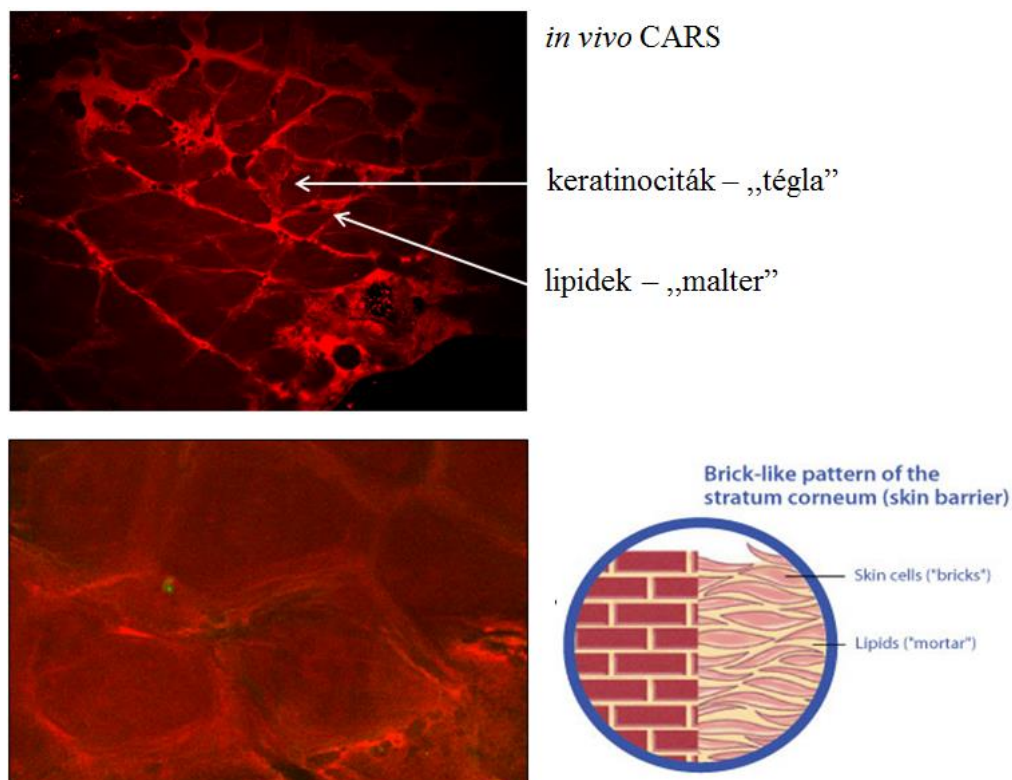 in vivo CARS
keratinociták – ,,tégla”
lipidek – ,,malter”
Brick-like pattern of the
stratum corneum (skin barrier)
Skin cells ("bricks")
Lipids ("mortar")